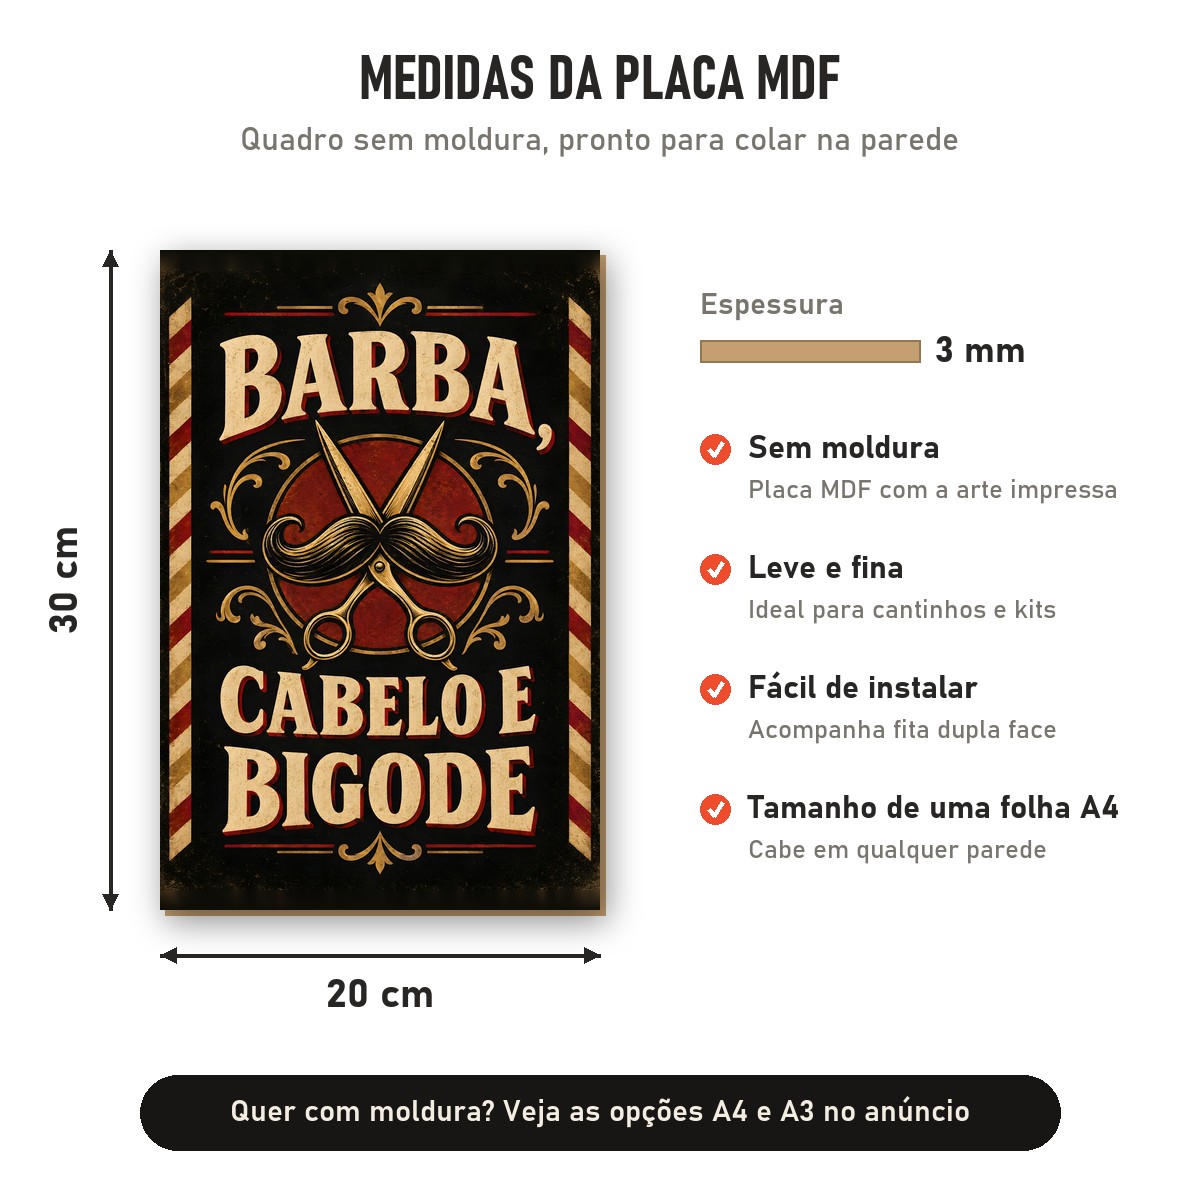 MEDIDAS DA PLACA MDF
Quadro sem moldura, pronto para colar na parede
30 cm
BARBA,
CABELO E
BIGODE
20 cm
Espessura
3 mm
Sem moldura
Placa MDF com a arte impressa
Leve e fina
Ideal para cantinhos e kits
Fácil de instalar
Acompanha fita dupla face
Tamanho de uma folha A4
Cabe em qualquer parede
Quer com moldura? Veja as opções A4 e A3 no anúncio